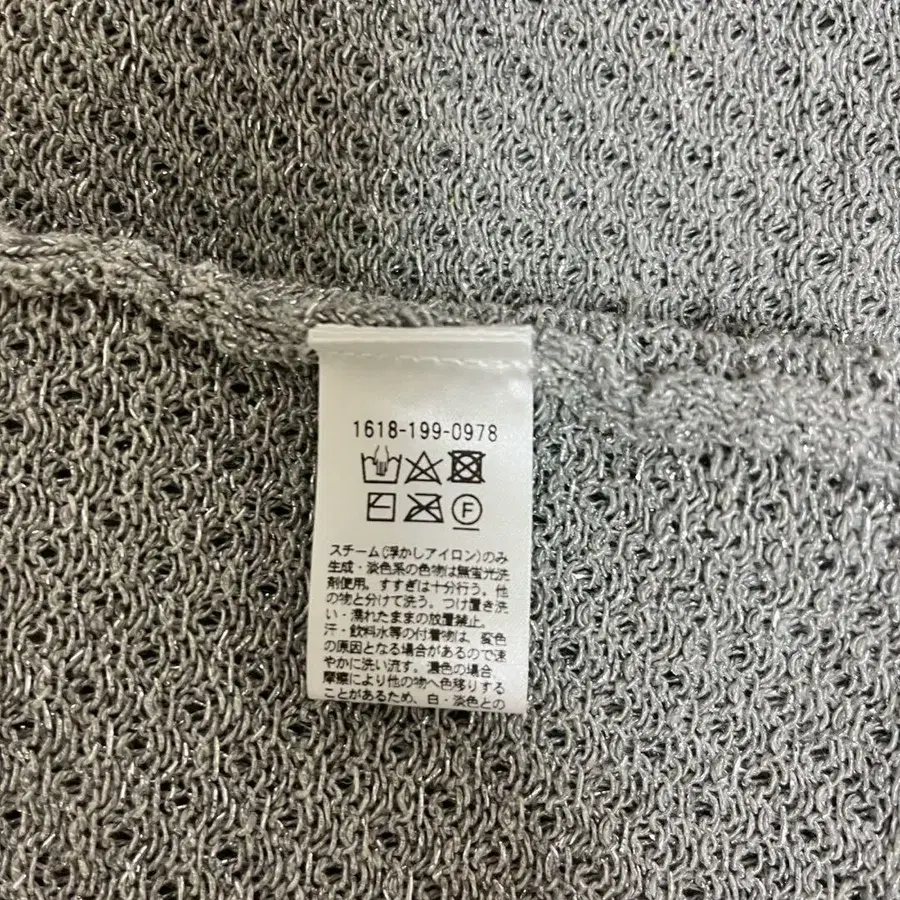 1618-199-0978
F
スチーム(浮かしアイロン)のみ
生成・淡色系の色物は無蛍光洗
剤使用。すすぎは十分行う。他
の物と分けて洗う。つけ置き洗
い・濡れたままの放置禁止。
汗・飲料水等の付着物は、変色
の原因となる場合があるので速
やかに洗い流す。濃色の場合、
摩擦により他の物へ色移りする
ことがあるため、白・淡色との